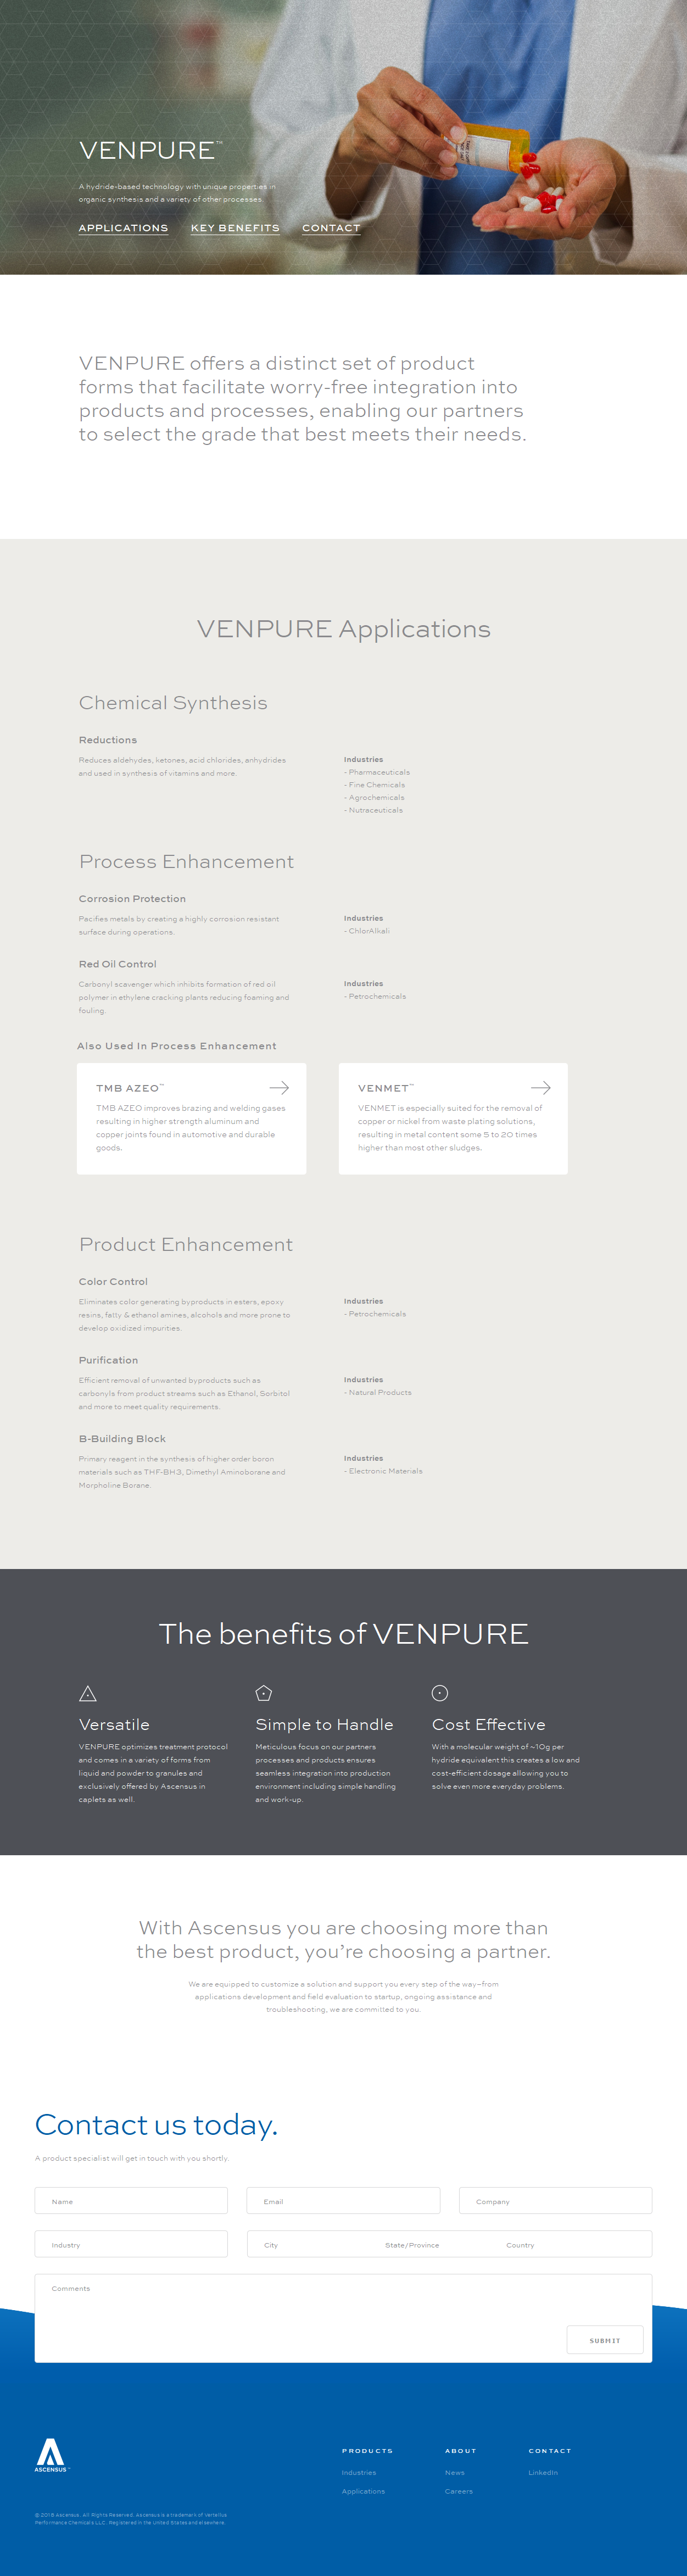 VENPURE™
A hydride-based technology with unique properties in
organic synthesis and a variety of other processes.
APPLICATIONS KEY BENEFITS CONTACT
VENPURE offers a distinct set of product
forms that facilitate worry-free integration into
products and processes, enabling our partners
to select the grade that best meets their needs.
VENPURE Applications
Chemical Synthesis
Reductions
Reduces aldehydes, ketones, acid chlorides, anhydrides
and used in synthesis of vitamins and more.
Industries
- Pharmaceuticals
- Fine Chemicals
- Agrochemicals
- Nutraceuticals
Process Enhancement
Corrosion Protection
Pacifies metals by creating a highly corrosion resistant
surface during operations.
Industries
- ChlorAlkali
Red Oil Control
Carbonyl scavenger which inhibits formation of red oil
polymer in ethylene cracking plants reducing foaming and
fouling.
Industries
- Petrochemicals
Also Used In Process Enhancement
TMB AZEO™
TMB AZEO improves brazing and welding gases
resulting in higher strength aluminum and
copper joints found in automotive and durable
goods.
VENMET™
VENMET is especially suited for the removal of
copper or nickel from waste plating solutions,
resulting in metal content some 5 to 20 times
higher than most other sludges.
Product Enhancement
Color Control
Eliminates color generating byproducts in esters, epoxy
resins, fatty & ethanol amines, alcohols and more prone to
develop oxidized impurities.
Industries
- Petrochemicals
Purification
Efficient removal of unwanted byproducts such as
carbonyls from product streams such as Ethanol, Sorbitol
and more to meet quality requirements.
Industries
- Natural Products
B-Building Block
Primary reagent in the synthesis of higher order boron
materials such as THF-BH3, Dimethyl Aminoborane and
Morpholine Borane.
Industries
- Electronic Materials
The benefits of VENPURE
Versatile
VENPURE optimizes treatment protocol
and comes in a variety of forms from
liquid and powder to granules and
exclusively offered by Ascensus in
caplets as well.
Simple to Handle
Meticulous focus on our partners
processes and products ensures
seamless integration into production
environment including simple handling
and work-up.
Cost Effective
With a molecular weight of ~10g per
hydride equivalent this creates a low and
cost-efficient dosage allowing you to
solve even more everyday problems.
With Ascensus you are choosing more than
the best product, you're choosing a partner.
We are equipped to customize a solution and support you every step of the way—from
applications development and field evaluation to startup, ongoing assistance and
troubleshooting, we are committed to you.
Contact us today.
A product specialist will get in touch with you shortly.
Name Email Company
Industry City State/Province Country
Comments
SUBMIT
ASCENSUS™
PRODUCTS
Industries
Applications
ABOUT
News
Careers
CONTACT
LinkedIn
© 2018 Ascensus. All Rights Reserved. Ascensus is a trademark of Vertellus
Performance Chemicals LLC. Registered in the United States and elsewhere.